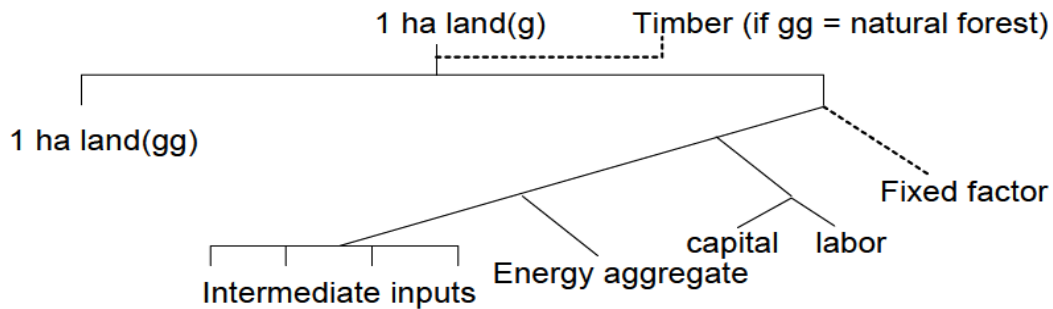 1 ha land(g)
Timber (if gg = natural forest)
1 ha land(gg)
Fixed factor
capital
labor
Energy aggregate
Intermediate inputs